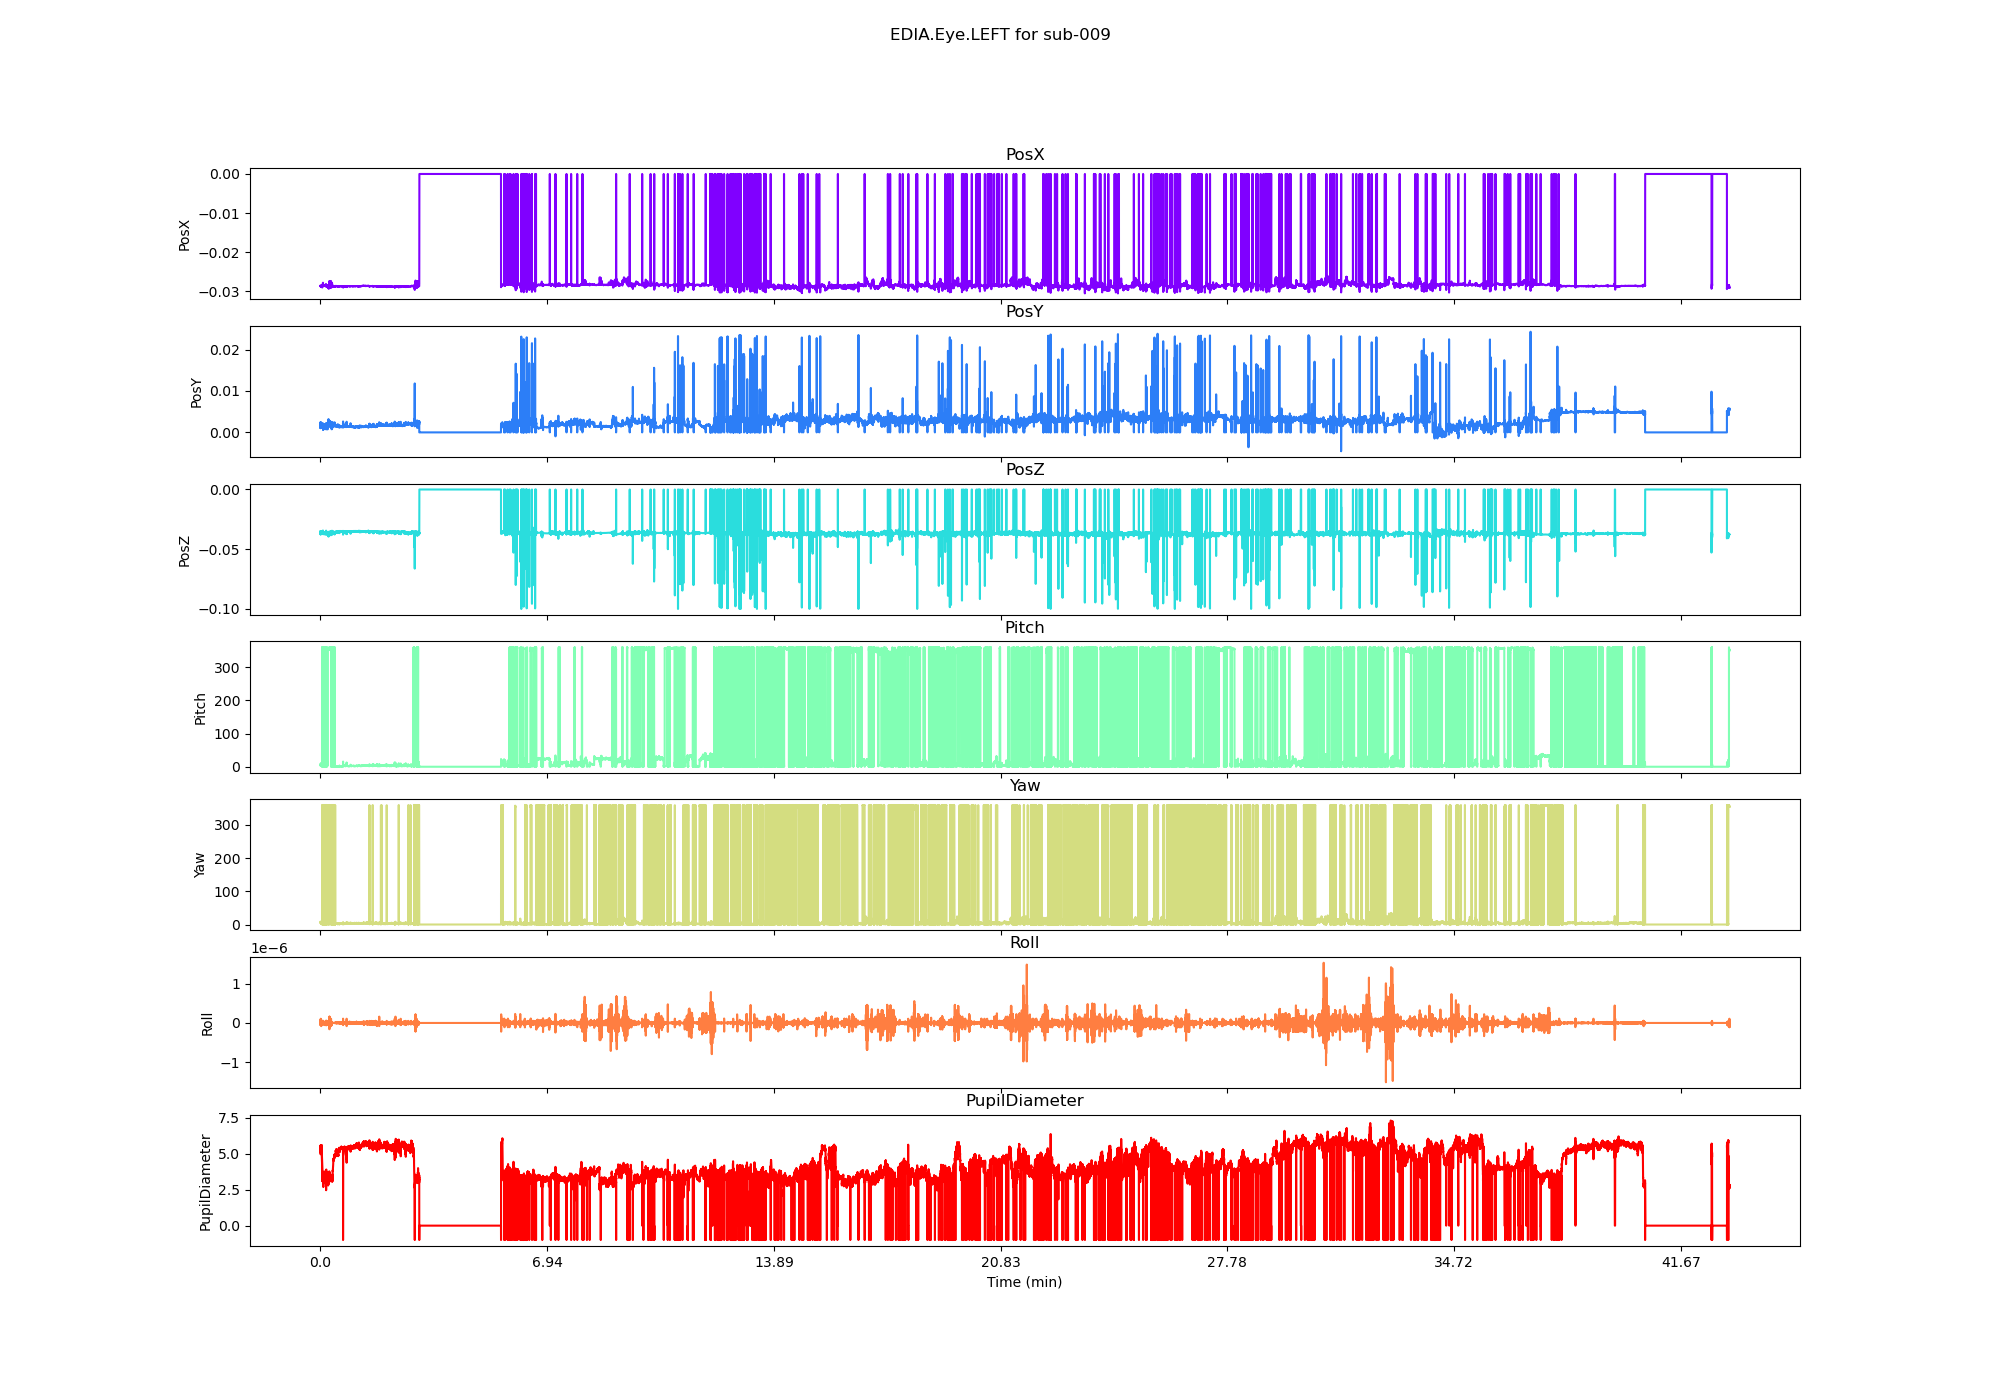 EDIA.Eye.LEFT for sub-009
PosX
0.00
−0.01
−0.02
−0.03
PosX
PosY
0.02
0.01
0.00
PosY
PosZ
0.00
−0.05
−0.10
PosZ
Pitch
300
200
100
0
Pitch
Yaw
300
200
100
0
Yaw
1e−6
Roll
1
0
−1
Roll
PupilDiameter
7.5
5.0
2.5
0.0
PupilDiameter
0.0 6.94 13.89 20.83 27.78 34.72 41.67
Time (min)